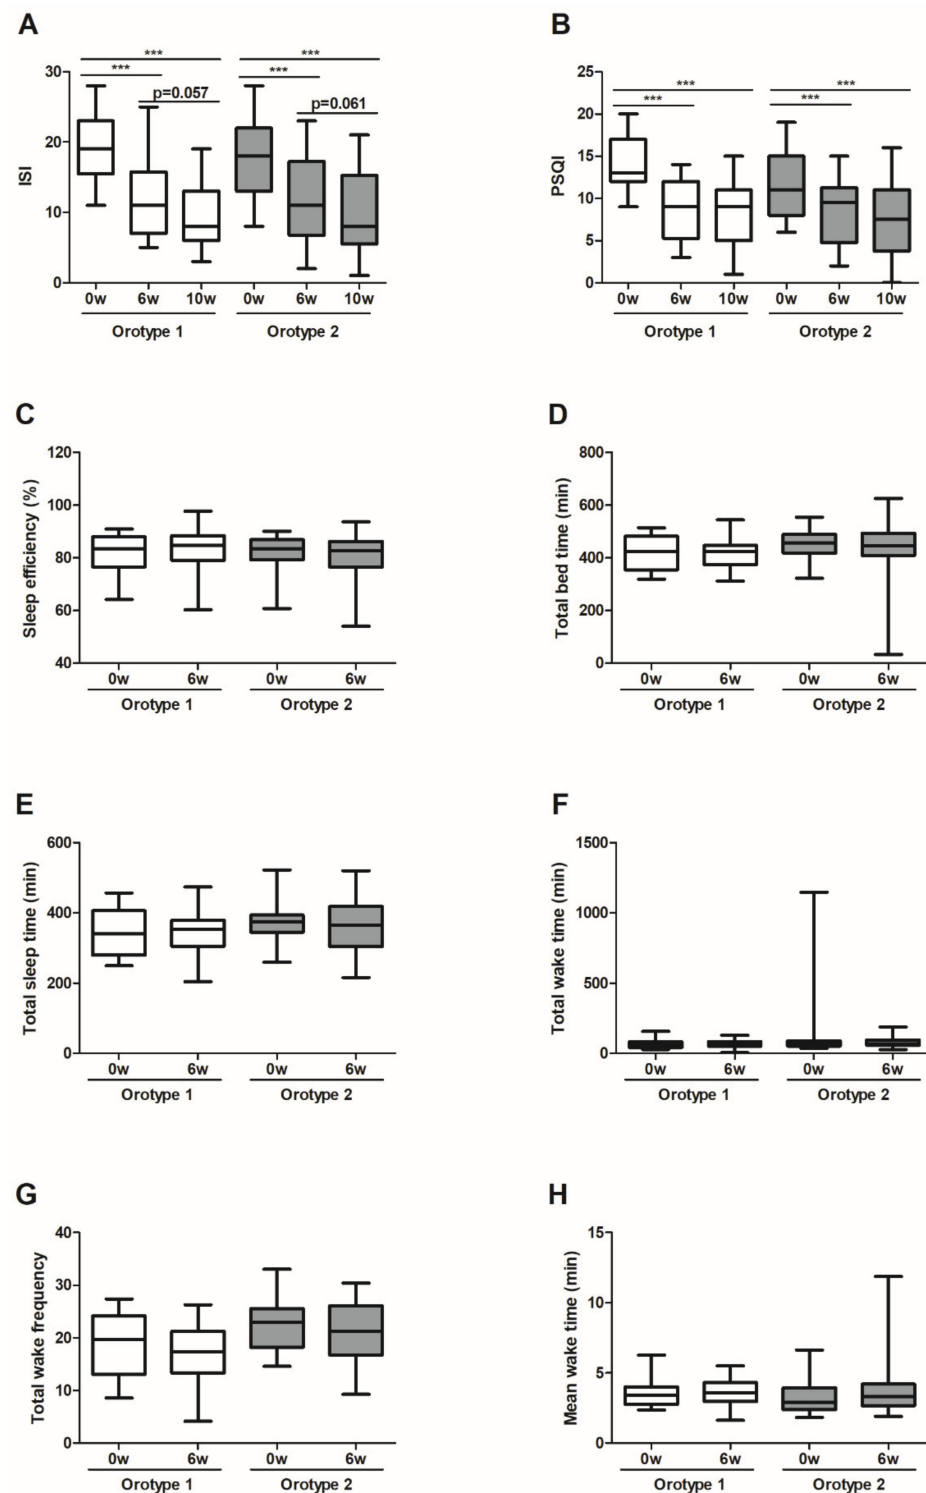 A
B
***
***
***
***
p=0.057
p=0.061
30
20
10
0
ISI
0w 6w 10w 0w 6w 10w
Orotype 1 Orotype 2
***
***
***
***
25
20
15
10
5
0
PSQI
0w 6w 10w 0w 6w 10w
Orotype 1 Orotype 2
C
D
120
100
80
60
40
Sleep efficiency (%)
0w 6w 0w 6w
Orotype 1 Orotype 2
800
600
400
200
0
Total bed time (min)
0w 6w 0w 6w
Orotype 1 Orotype 2
E
F
600
400
200
0
Total sleep time (min)
0w 6w 0w 6w
Orotype 1 Orotype 2
1500
1000
500
0
Total wake time (min)
0w 6w 0w 6w
Orotype 1 Orotype 2
G
H
40
30
20
10
0
Total wake frequency
0w 6w 0w 6w
Orotype 1 Orotype 2
15
10
5
0
Mean wake time (min)
0w 6w 0w 6w
Orotype 1 Orotype 2